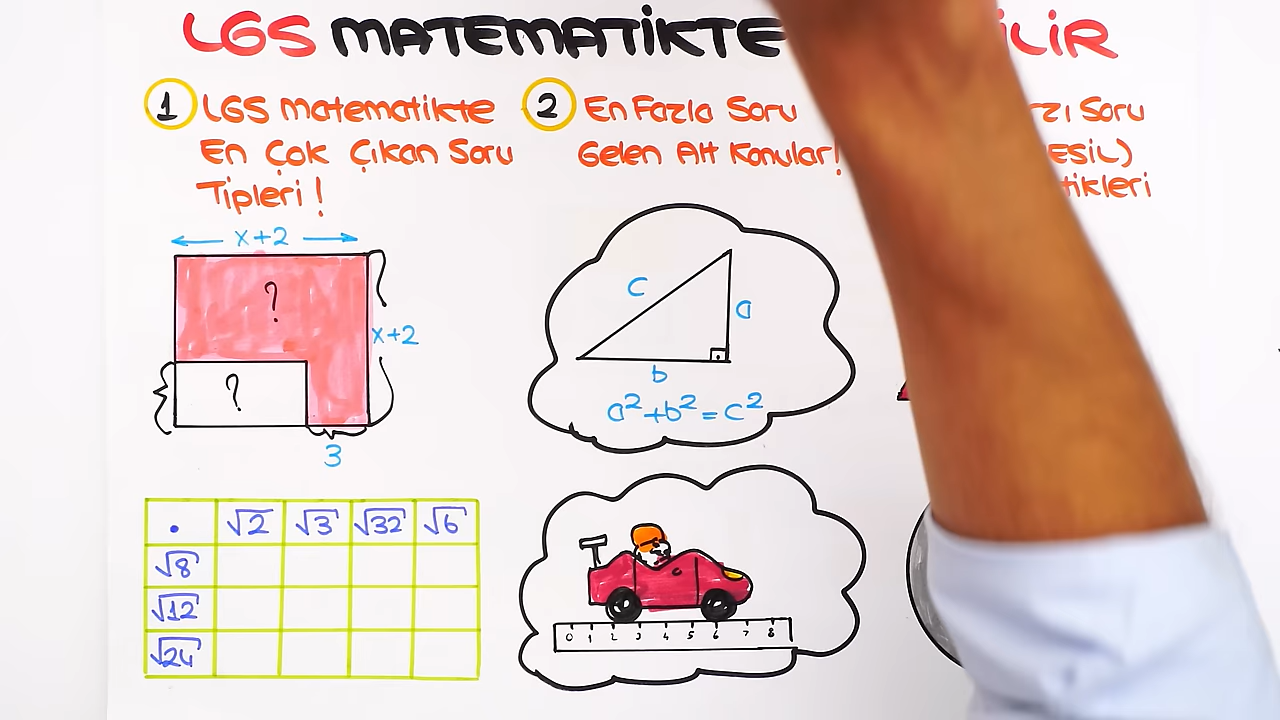 LGS MATEMATİKTE
1 LGS matematikte
En Çok Çıkan Soru
Tipleri !
2 En Fazla Soru
Gelen Alt Konular!
Soru
x+2
?
x+2
?
3
c
a
b
a²+b²=c²
. √2 √3 √32 √6
√8
√12
√24
0 1 2 3 4 5 6 7 8